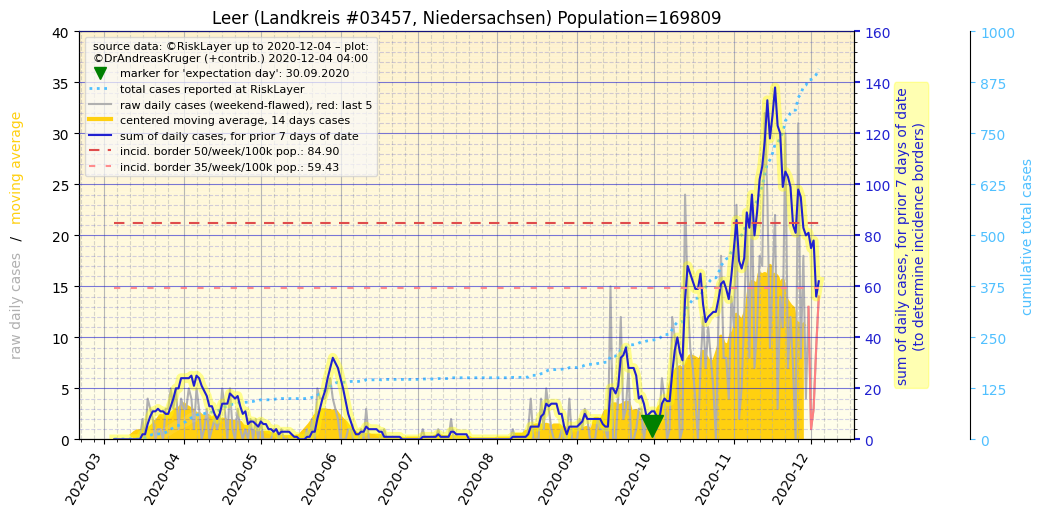 Leer (Landkreis #03457, Niedersachsen) Population=169809
source data: ©RiskLayer up to 2020-12-04 – plot:
©DrAndreasKruger (+contrib.) 2020-12-04 04:00
marker for 'expectation day': 30.09.2020
total cases reported at RiskLayer
raw daily cases (weekend-flawed), red: last 5
centered moving average, 14 days cases
sum of daily cases, for prior 7 days of date
incid. border 50/week/100k pop.: 84.90
incid. border 35/week/100k pop.: 59.43
raw daily cases / moving average
40
35
30
25
20
15
10
5
0
2020-03
2020-04
2020-05
2020-06
2020-07
2020-08
2020-09
2020-10
2020-11
2020-12
160
140
120
100
80
60
40
20
0
sum of daily cases, for prior 7 days of date
(to determine incidence borders)
1000
875
750
625
500
375
250
125
0
cumulative total cases